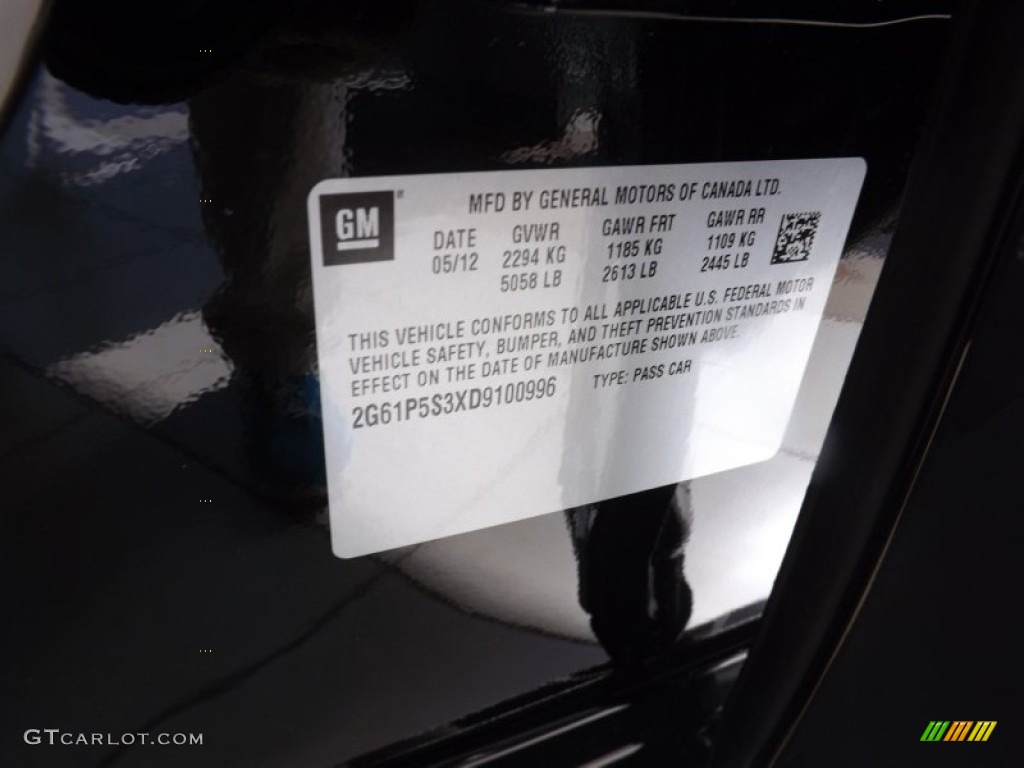 GM
MFD BY GENERAL MOTORS OF CANADA LTD.
DATE GVWR GAWR FRT GAWR RR
05/12 2294 KG 1185 KG 1109 KG
5058 LB 2613 LB 2445 LB
THIS VEHICLE CONFORMS TO ALL APPLICABLE U.S. FEDERAL MOTOR
VEHICLE SAFETY, BUMPER, AND THEFT PREVENTION STANDARDS IN
EFFECT ON THE DATE OF MANUFACTURE SHOWN ABOVE.
2G61P5S3XD9100996 TYPE: PASS CAR
GTCARLOT.COM